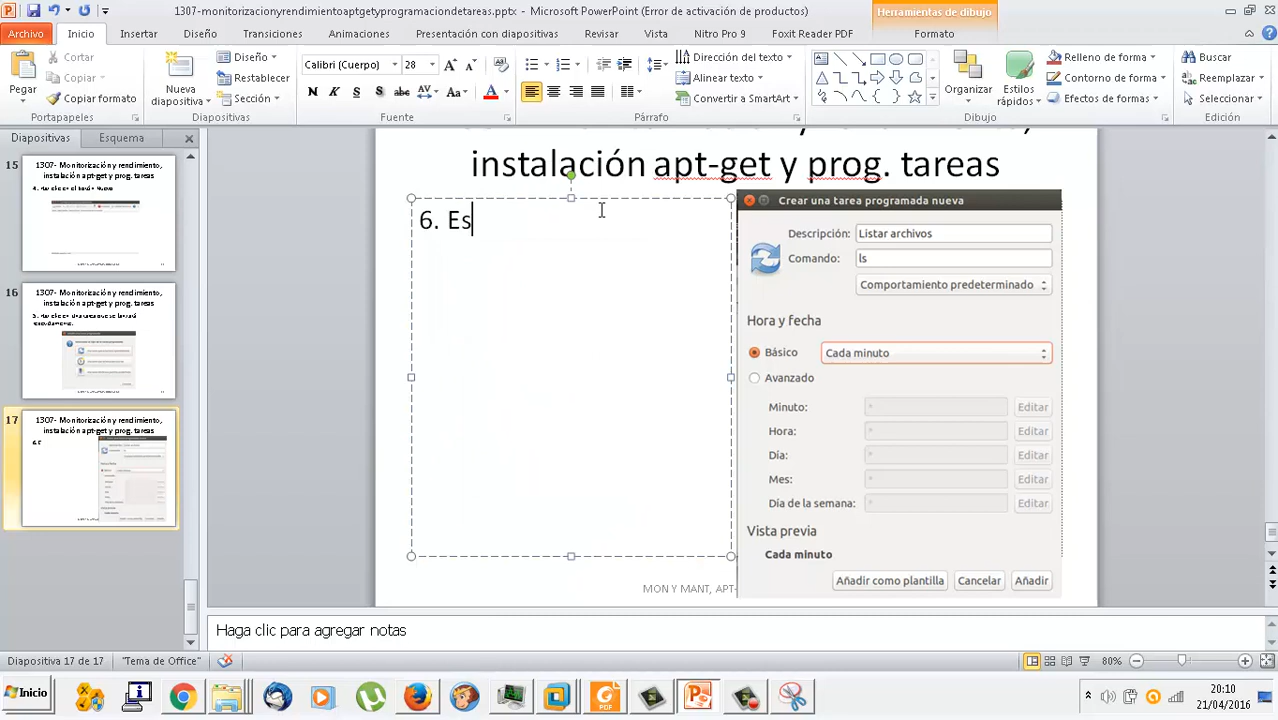 1307-monitorizacionyrendimientoaptgetyprogramaciondetareas.pptx - Microsoft PowerPoint (Error de activación de producto)
Herramientas de dibujo
Archivo
Inicio
Insertar
Diseño
Transiciones
Animaciones
Presentación con diapositivas
Revisar
Vista
Nitro Pro 9
Foxit Reader PDF
Formato
Pegar
Cortar
Copiar
Copiar formato
Portapapeles
Nueva diapositiva
Diseño
Restablecer
Sección
Diapositivas
Calibri (Cuerpo)
28
Fuente
Dirección del texto
Alinear texto
Convertir a SmartArt
Párrafo
Organizar
Estilos rápidos
Relleno de forma
Contorno de forma
Efectos de formas
Dibujo
Buscar
Reemplazar
Seleccionar
Edición
Diapositivas
Esquema
15
1307- Monitorización y rendimiento,
instalación apt-get y prog. tareas
16
1307- Monitorización y rendimiento,
instalación apt-get y prog. tareas
17
1307- Monitorización y rendimiento,
instalación apt-get y prog. tareas
instalación apt-get y prog. tareas
6. Es
Crear una tarea programada nueva
Descripción: Listar archivos
Comando: ls
Comportamiento predeterminado
Hora y fecha
Básico Cada minuto
Avanzado
Minuto: * Editar
Hora: * Editar
Día: * Editar
Mes: * Editar
Día de la semana: * Editar
Vista previa
Cada minuto
Añadir como plantilla Cancelar Añadir
MON Y MANT, APT-
Haga clic para agregar notas
Diapositiva 17 de 17
"Tema de Office"
80%
Inicio
20:10
21/04/2016